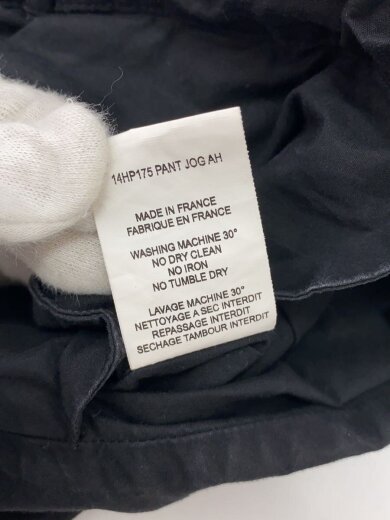 14HP175 PANT JOG AH
MADE IN FRANCE
FABRIQUE EN FRANCE
WASHING MACHINE 30°
NO DRY CLEAN
NO IRON
NO TUMBLE DRY
LAVAGE MACHINE 30°
NETTOYAGE A SEC INTERDIT
REPASSAGE INTERDIT
SECHAGE TAMBOUR INTERDIT